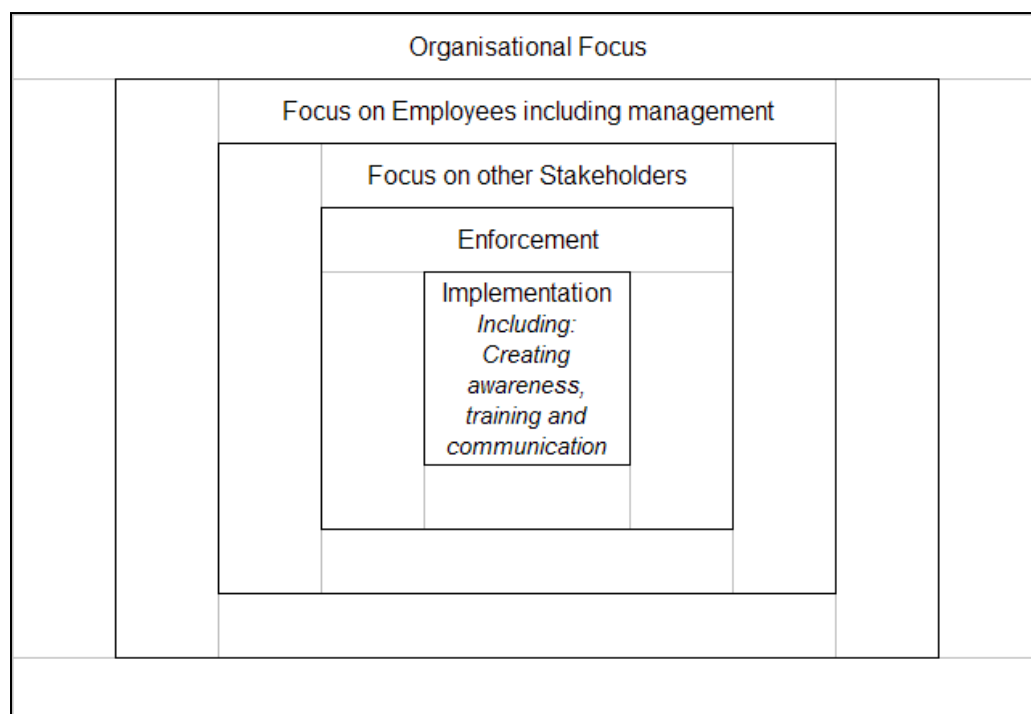 Organisational Focus
Focus on Employees including management
Focus on other Stakeholders
Enforcement
Implementation
Including:
Creating
awareness,
training and
communication